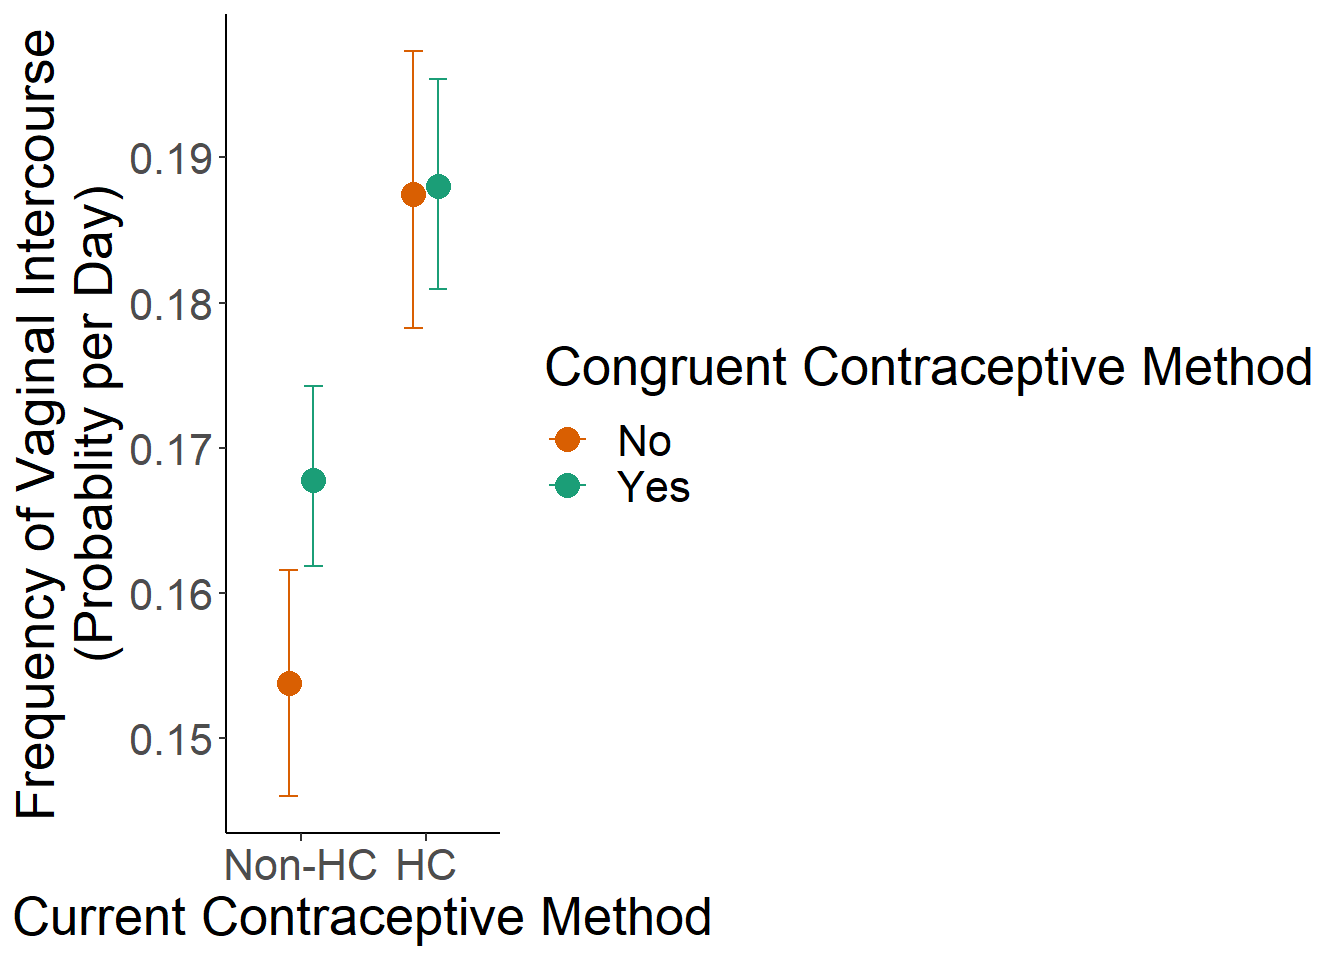 Frequency of Vaginal Intercourse
(Probablity per Day)
0.19
0.18
0.17
0.16
0.15
Non-HC HC
Current Contraceptive Method
Congruent Contraceptive Method
No
Yes